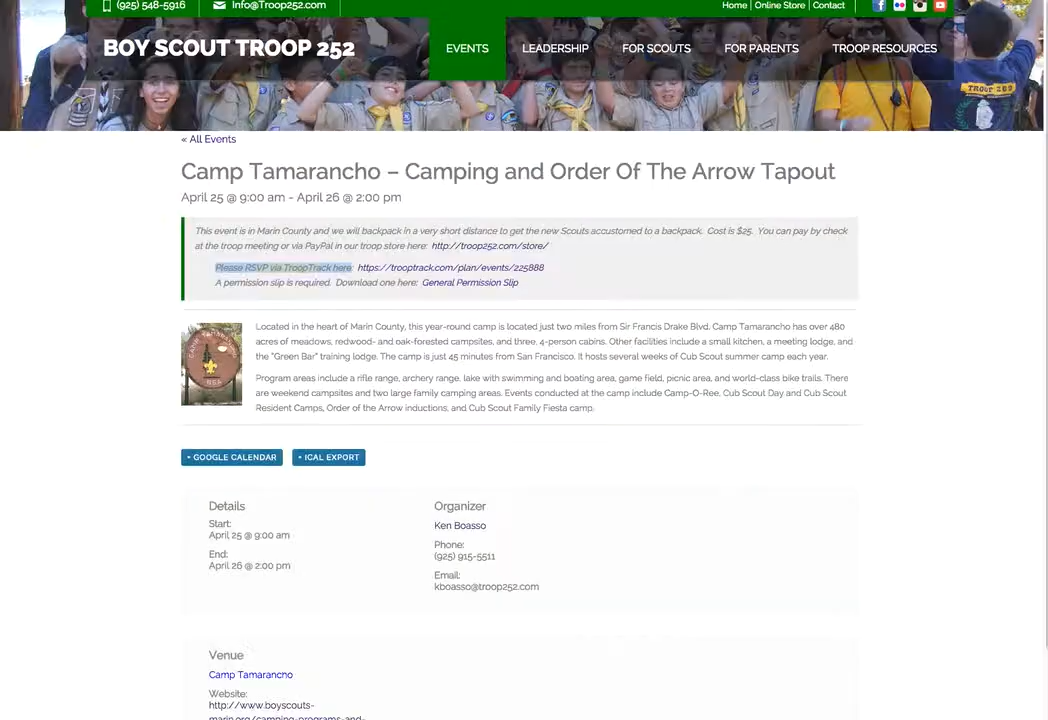 (925) 548-5916
Info@Troop252.com
Home | Online Store | Contact
BOY SCOUT TROOP 252
EVENTS
LEADERSHIP
FOR SCOUTS
FOR PARENTS
TROOP RESOURCES
TROOP 269
« All Events
Camp Tamarancho – Camping and Order Of The Arrow Tapout
April 25 @ 9:00 am - April 26 @ 2:00 pm
This event is in Marin County and we will backpack in a very short distance to get the new Scouts accustomed to a backpack. Cost is $25. You can pay by check
at the troop meeting or via PayPal in our troop store here: http://troop252.com/store/
Please RSVP via TroopTrack here: https://trooptrack.com/plan/events/225888
A permission slip is required. Download one here: General Permission Slip
CAMP TAMARANCHO
BSA
Located in the heart of Marin County, this year-round camp is located just two miles from Sir Francis Drake Blvd. Camp Tamarancho has over 480
acres of meadows, redwood- and oak-forested campsites, and three, 4-person cabins. Other facilities include a small kitchen, a meeting lodge, and
the "Green Bar" training lodge. The camp is just 45 minutes from San Francisco. It hosts several weeks of Cub Scout summer camp each year.
Program areas include a rifle range, archery range, lake with swimming and boating area, game field, picnic area, and world-class bike trails. There
are weekend campsites and two large family camping areas. Events conducted at the camp include Camp-O-Ree, Cub Scout Day and Cub Scout
Resident Camps, Order of the Arrow inductions, and Cub Scout Family Fiesta camp.
+ GOOGLE CALENDAR
+ ICAL EXPORT
Details
Start:
April 25 @ 9:00 am
End:
April 26 @ 2:00 pm
Organizer
Ken Boasso
Phone:
(925) 915-5511
Email:
kboasso@troop252.com
Venue
Camp Tamarancho
Website:
http://www.boyscouts-
marin.org/camping-programs-and-